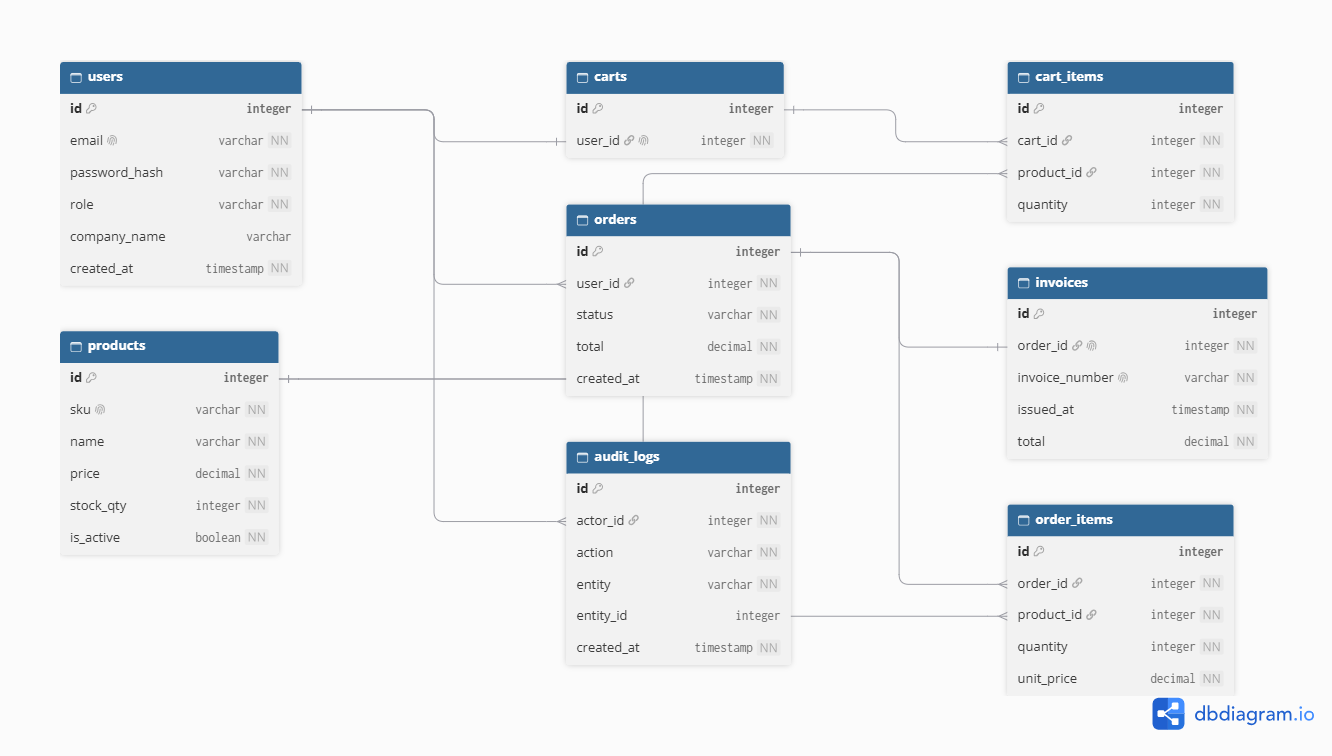 users
id integer
email varchar NN
password_hash varchar NN
role varchar NN
company_name varchar
created_at timestamp NN
products
id integer
sku varchar NN
name varchar NN
price decimal NN
stock_qty integer NN
is_active boolean NN
carts
id integer
user_id integer NN
orders
id integer
user_id integer NN
status varchar NN
total decimal NN
created_at timestamp NN
audit_logs
id integer
actor_id integer NN
action varchar NN
entity varchar NN
entity_id integer
created_at timestamp NN
cart_items
id integer
cart_id integer NN
product_id integer NN
quantity integer NN
invoices
id integer
order_id integer NN
invoice_number varchar NN
issued_at timestamp NN
total decimal NN
order_items
id integer
order_id integer NN
product_id integer NN
quantity integer NN
unit_price decimal NN
dbdiagram.io